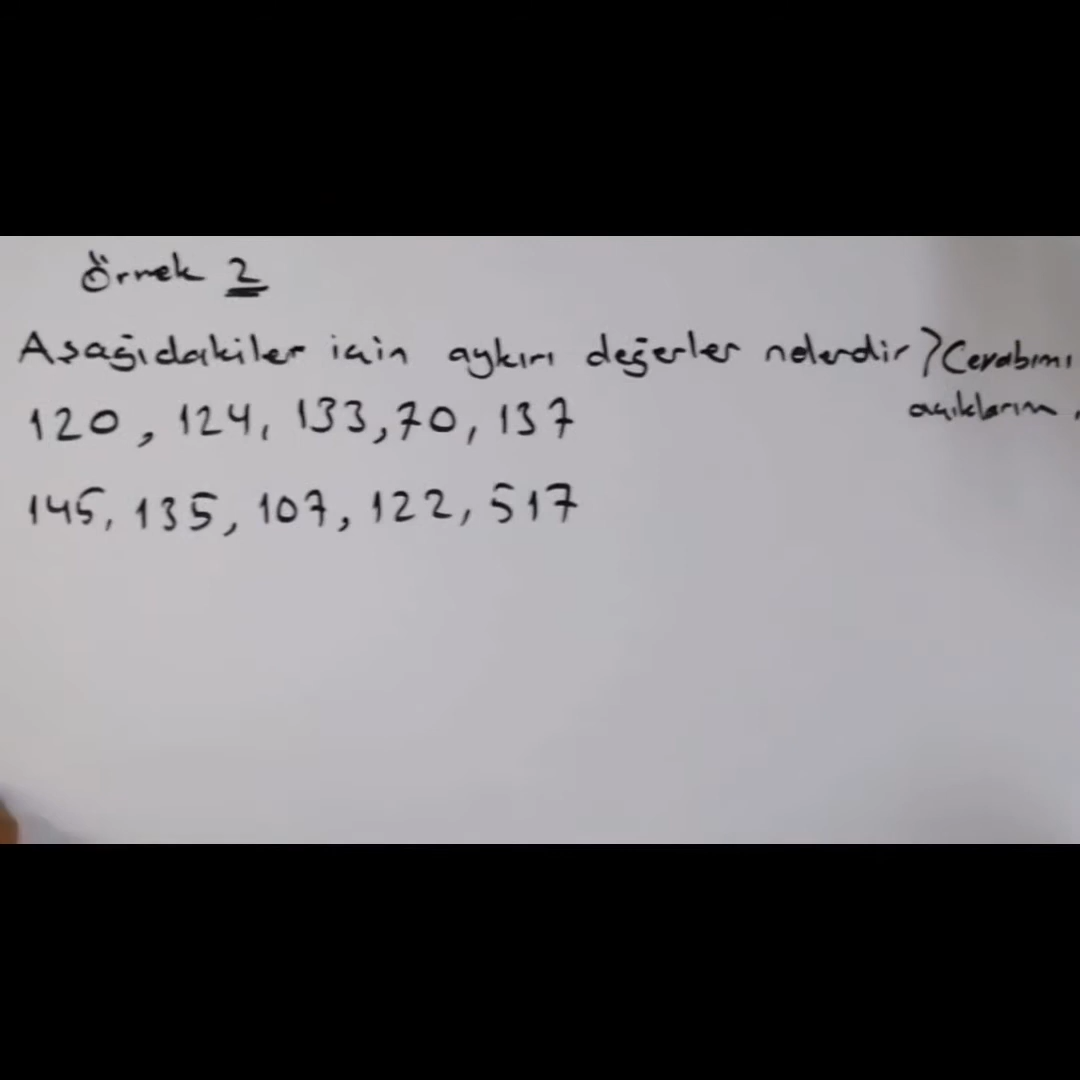 Örnek 2
Aşağıdakiler için aykırı değerler nelerdir? Cevabımı
açıklarım.
120, 124, 133, 70, 137
145, 135, 107, 122, 517